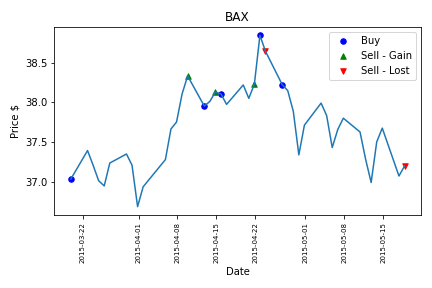 BAX
Buy
Sell - Gain
Sell - Lost
Price $
38.5
38.0
37.5
37.0
2015-03-22
2015-04-01
2015-04-08
2015-04-15
2015-04-22
2015-05-01
2015-05-08
2015-05-15
Date